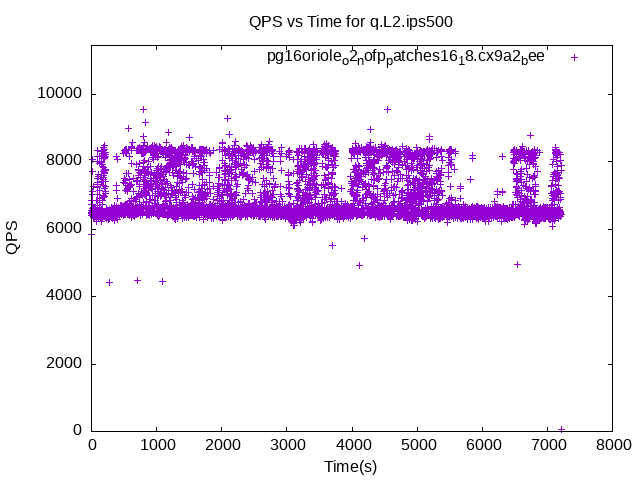 QPS vs Time for q.L2.ips500
pg16oriole_o2_nofp_patches16_18.cx9a2_bee
10000
8000
6000
4000
2000
0
QPS
0 1000 2000 3000 4000 5000 6000 7000 8000
Time(s)